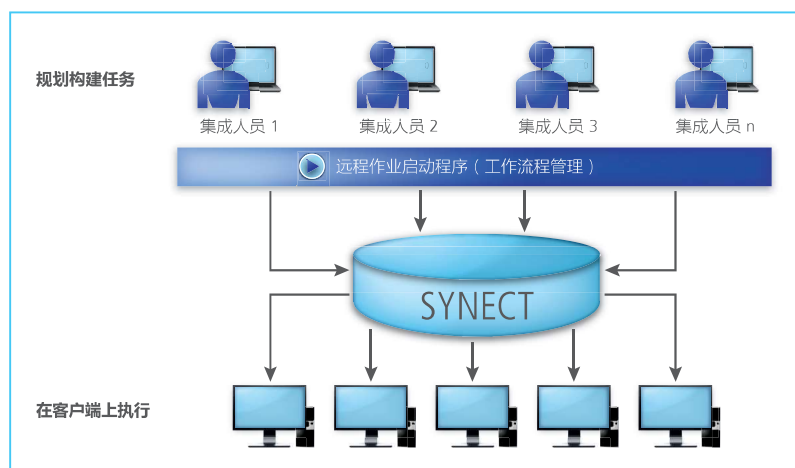 规划构建任务
集成人员 1
集成人员 2
集成人员 3
集成人员 n
远程作业启动程序（工作流程管理）
SYNECT
在客户端上执行